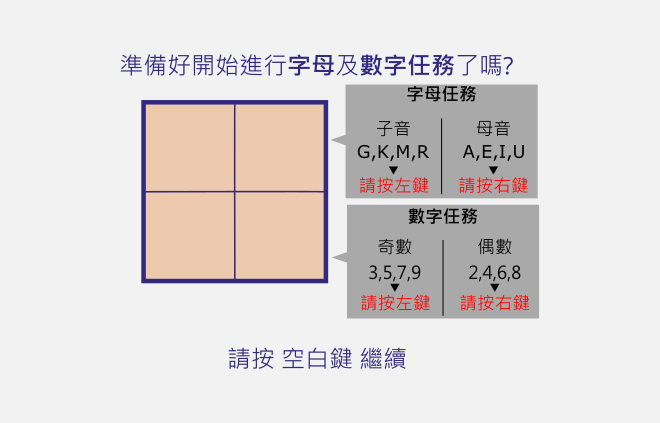 準備好開始進行字母及數字任務了嗎?
字母任務
子音 母音
G,K,M,R A,E,I,U
請按左鍵 請按右鍵
數字任務
奇數 偶數
3,5,7,9 2,4,6,8
請按左鍵 請按右鍵
請按 空白鍵 繼續